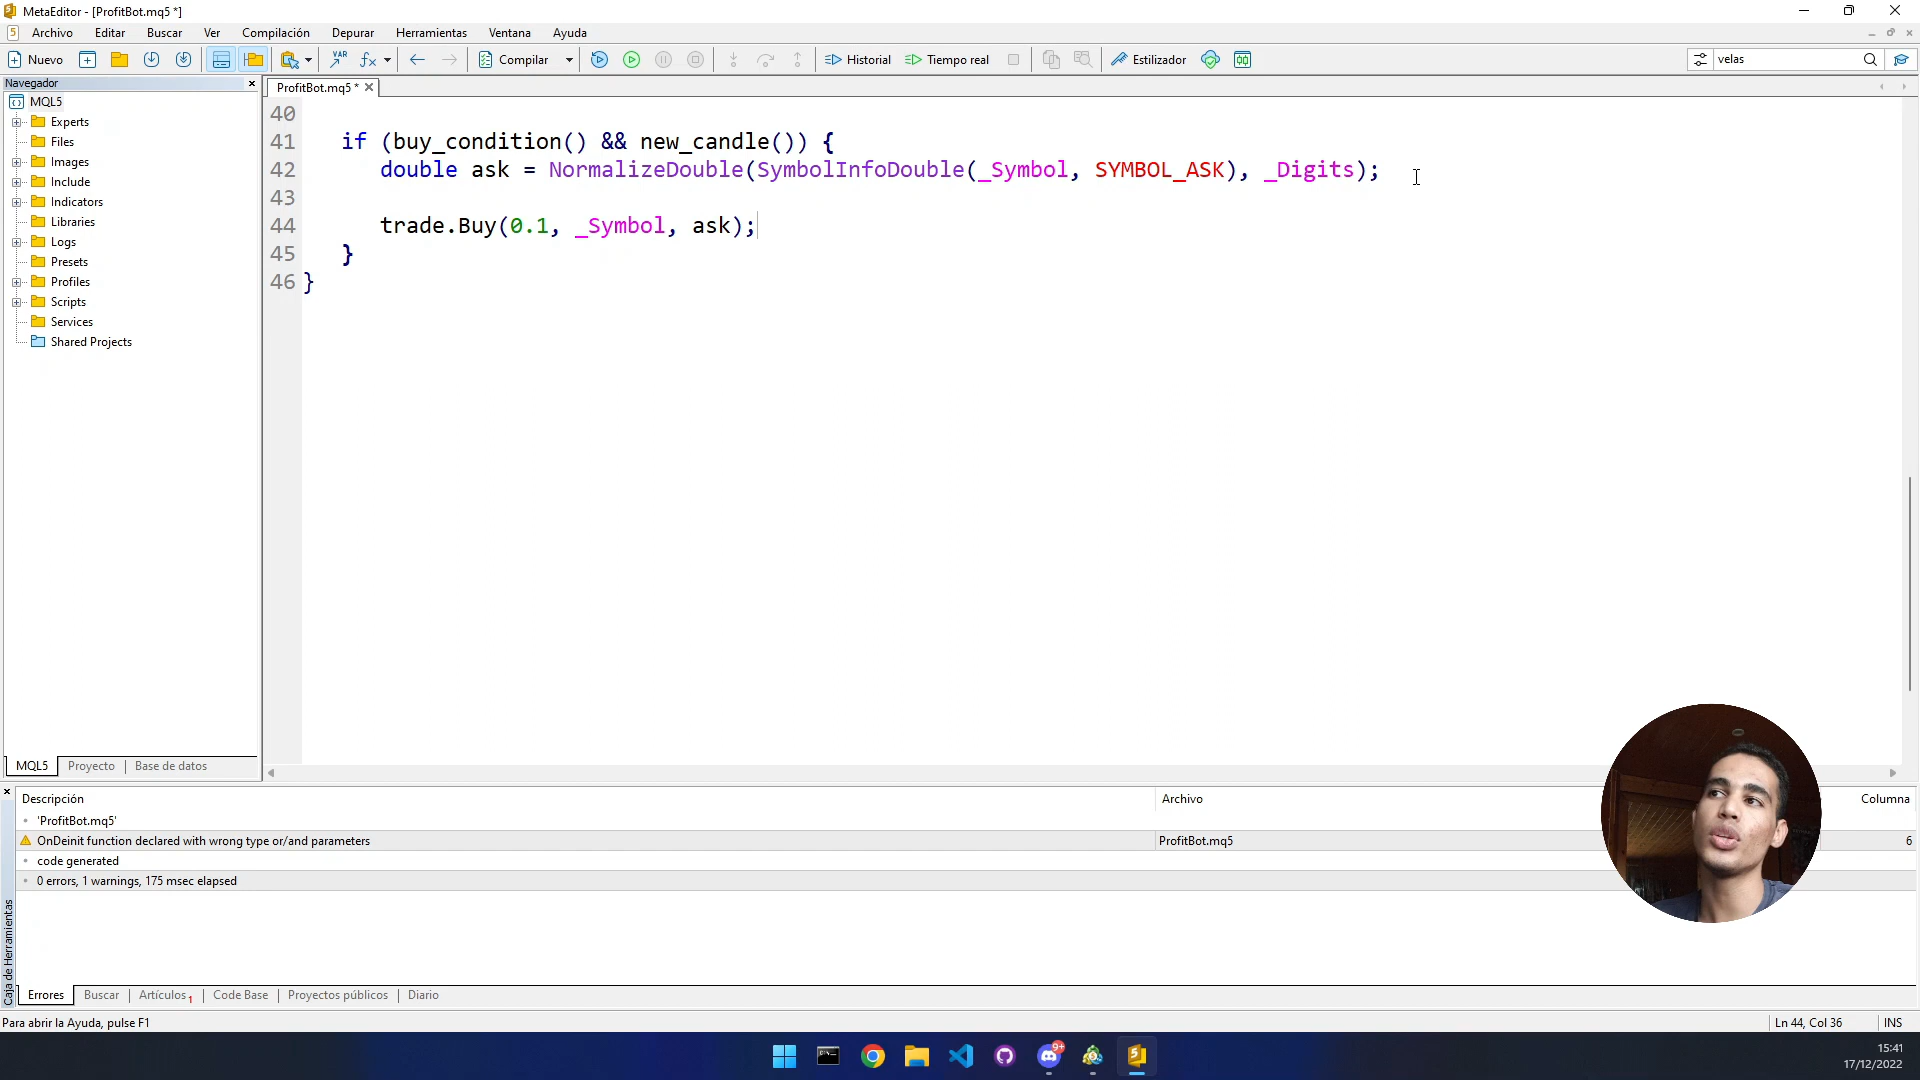 MetaEditor - [ProfitBot.mq5 *]
Archivo Editar Buscar Ver Compilación Depurar Herramientas Ventana Ayuda
Nuevo Compilar Historial Tiempo real Estilizador velas
Navegador
ProfitBot.mq5 *
MQL5
Experts
Files
Images
Include
Indicators
Libraries
Logs
Presets
Profiles
Scripts
Services
Shared Projects
40
41 if (buy_condition() && new_candle()) {
42 double ask = NormalizeDouble(SymbolInfoDouble(_Symbol, SYMBOL_ASK), _Digits);
43
44 trade.Buy(0.1, _Symbol, ask);
45 }
46 }
MQL5 Proyecto Base de datos
Descripción Archivo Columna
'ProfitBot.mq5'
OnDeinit function declared with wrong type or/and parameters ProfitBot.mq5 6
code generated
0 errors, 1 warnings, 175 msec elapsed
Caja de Herramientas
Errores Buscar Artículos 1 Code Base Proyectos públicos Diario
Para abrir la Ayuda, pulse F1 Ln 44, Col 36 INS
9+
15:41
17/12/2022